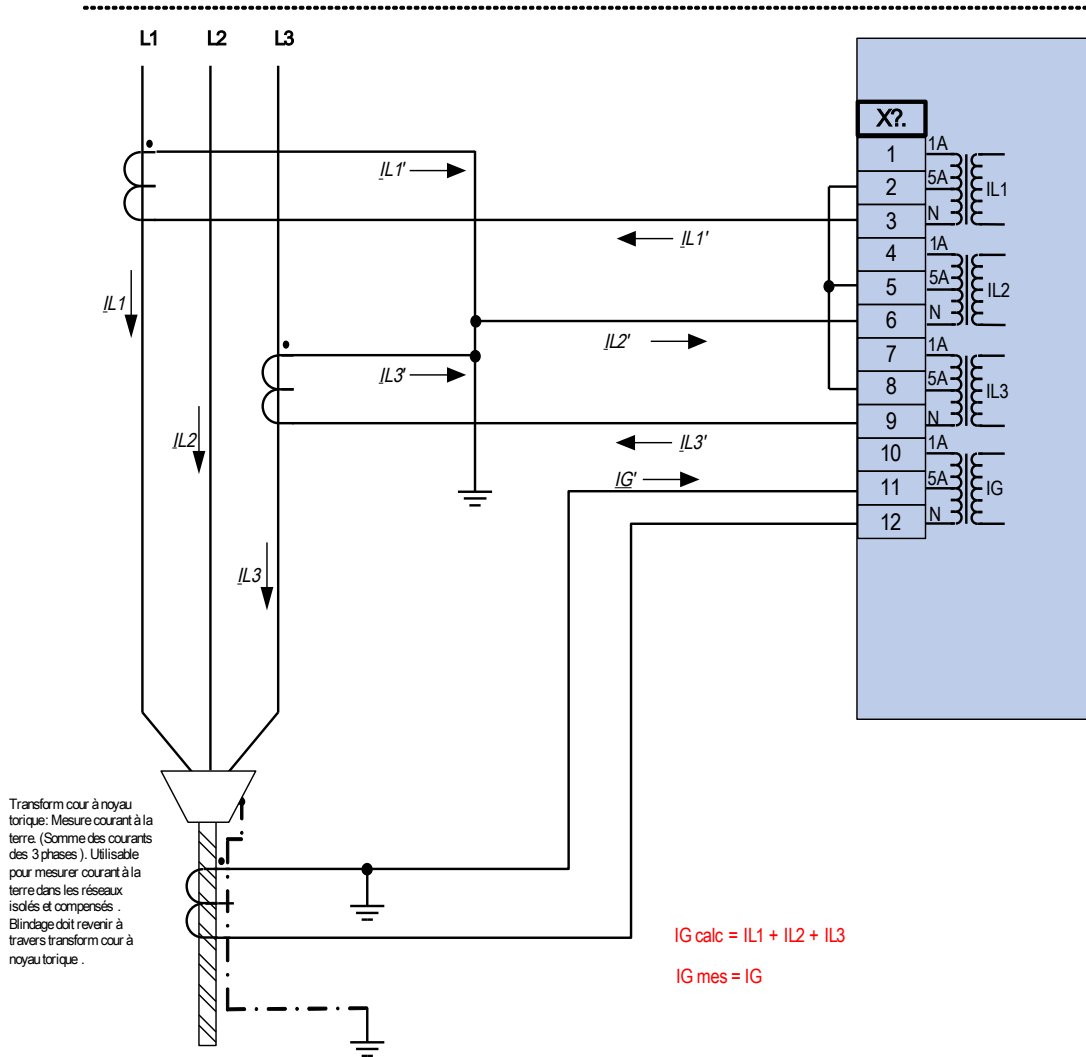 L1 L2 L3
X?.
1 1A
2 5A IL1
3 N
4 1A
5 5A IL2
6 N
7 1A
8 5A IL3
9 N
10 1A
11 5A IG
12 N
IL1'
IL1'
IL1
IL2'
IL3'
IL2
IL3'
IG'
IL3
Transform cour à noyau
torique: Mesure courant à la
terre. (Somme des courants
des 3 phases ). Utilisable
pour mesurer courant à la
terre dans les réseaux
isolés et compensés .
Blindage doit revenir à
travers transform cour à
noyau torique .
IG calc = IL1 + IL2 + IL3
IG mes = IG